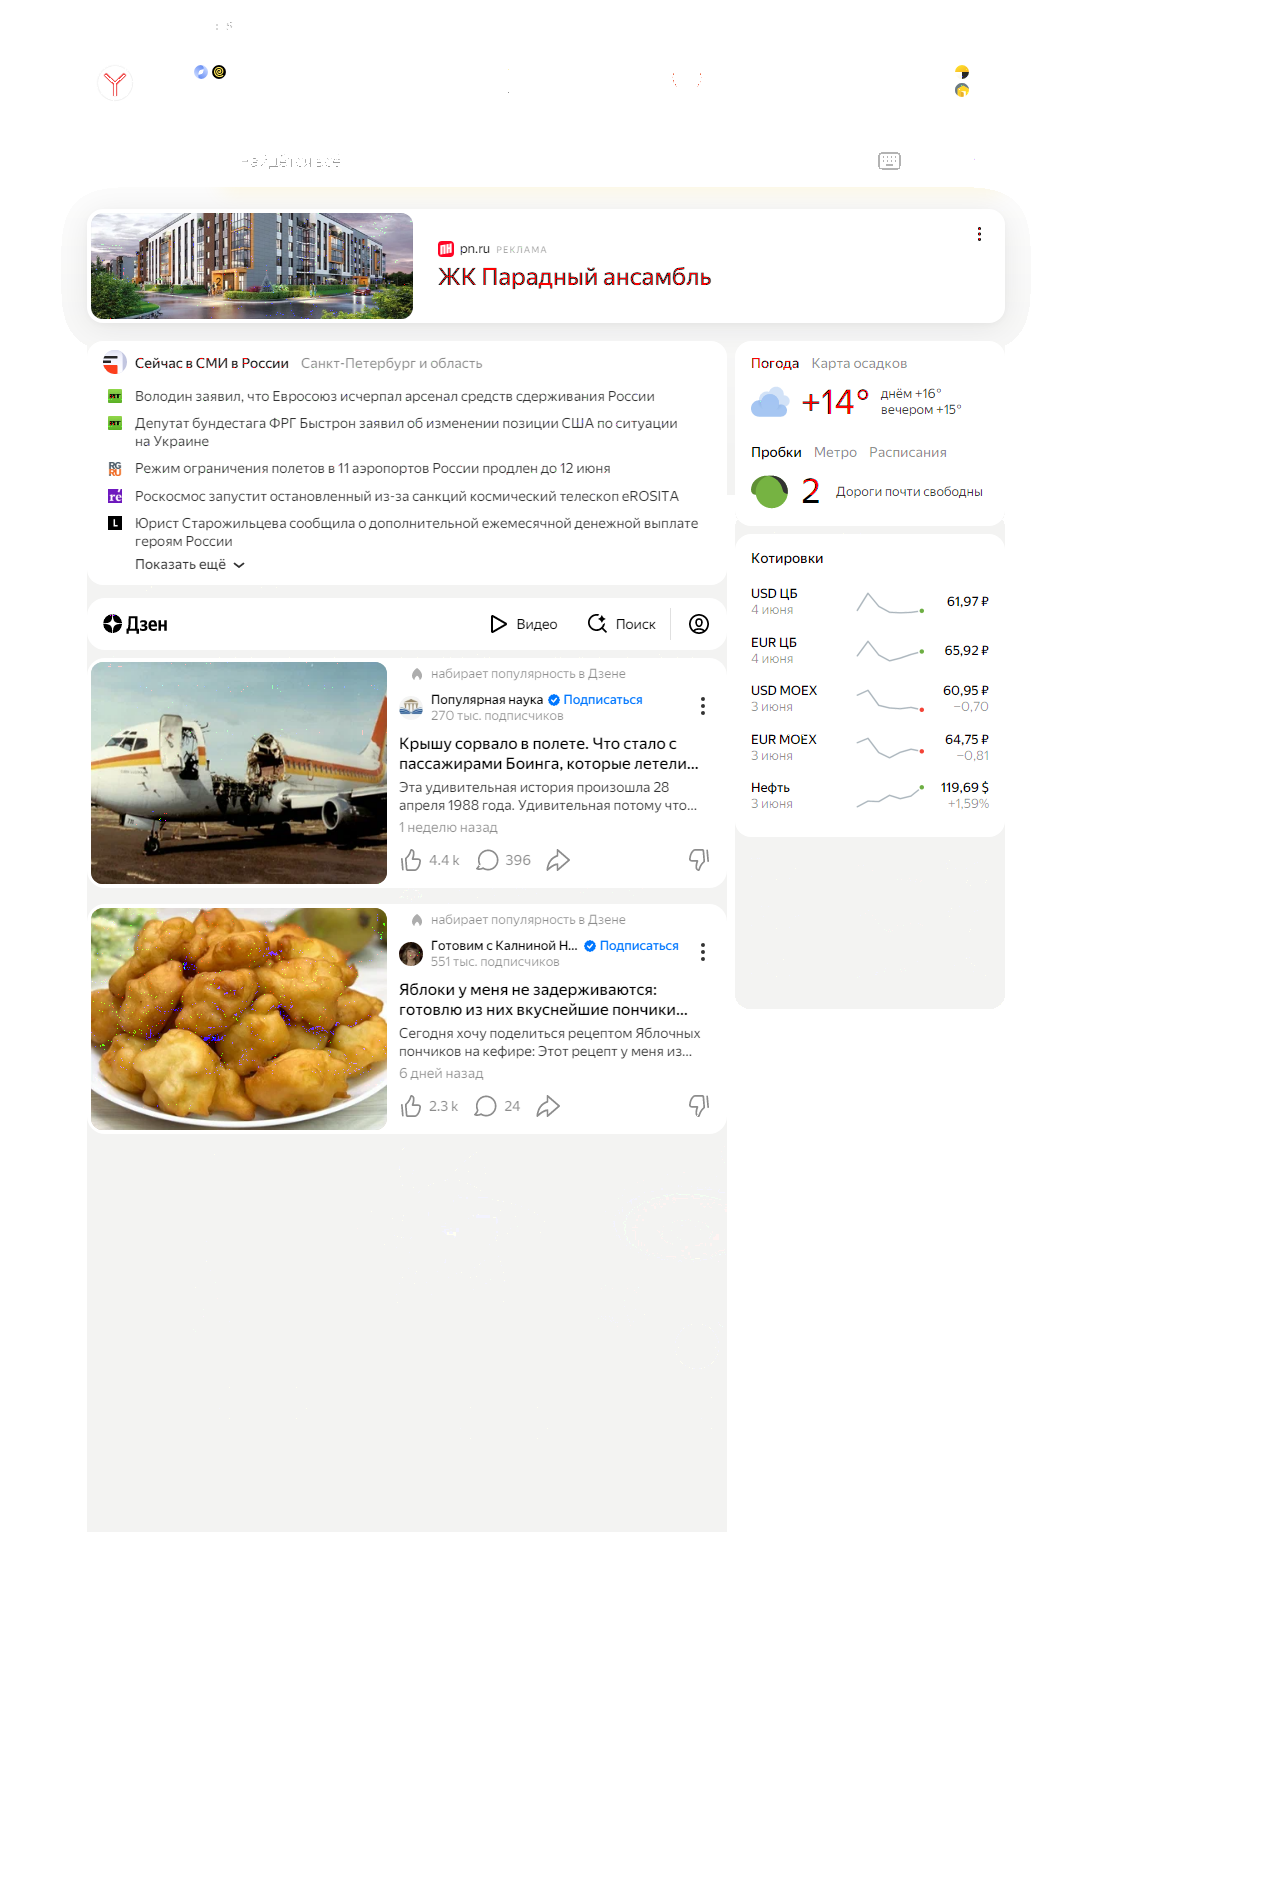 Найдётся всё
pn.ru РЕКЛАМА
ЖК Парадный ансамбль
Сейчас в СМИ в России Санкт-Петербург и область
Володин заявил, что Евросоюз исчерпал арсенал средств сдерживания России
Депутат бундестага ФРГ Быстрон заявил об изменении позиции США по ситуации
на Украине
Режим ограничения полетов в 11 аэропортов России продлен до 12 июня
Роскосмос запустит остановленный из-за санкций космический телескоп eROSITA
Юрист Старожильцева сообщила о дополнительной ежемесячной денежной выплате
героям России
Показать ещё
Погода Карта осадков
+14°
днём +16°
вечером +15°
Пробки Метро Расписания
2 Дороги почти свободны
Котировки
USD ЦБ 61,97 ₽
4 июня
EUR ЦБ 65,92 ₽
4 июня
USD MOEX 60,95 ₽
3 июня −0,70
EUR MOEX 64,75 ₽
3 июня −0,81
Нефть 119,69 $
3 июня +1,59%
Дзен Видео Поиск
набирает популярность в Дзене
Популярная наука Подписаться
270 тыс. подписчиков
Крышу сорвало в полете. Что стало с
пассажирами Боинга, которые летели...
Эта удивительная история произошла 28
апреля 1988 года. Удивительная потому что...
1 неделю назад
4.4 k 396
набирает популярность в Дзене
Готовим с Калниной Н... Подписаться
551 тыс. подписчиков
Яблоки у меня не задерживаются:
готовлю из них вкуснейшие пончики...
Сегодня хочу поделиться рецептом Яблочных
пончиков на кефире: Этот рецепт у меня из...
6 дней назад
2.3 k 24